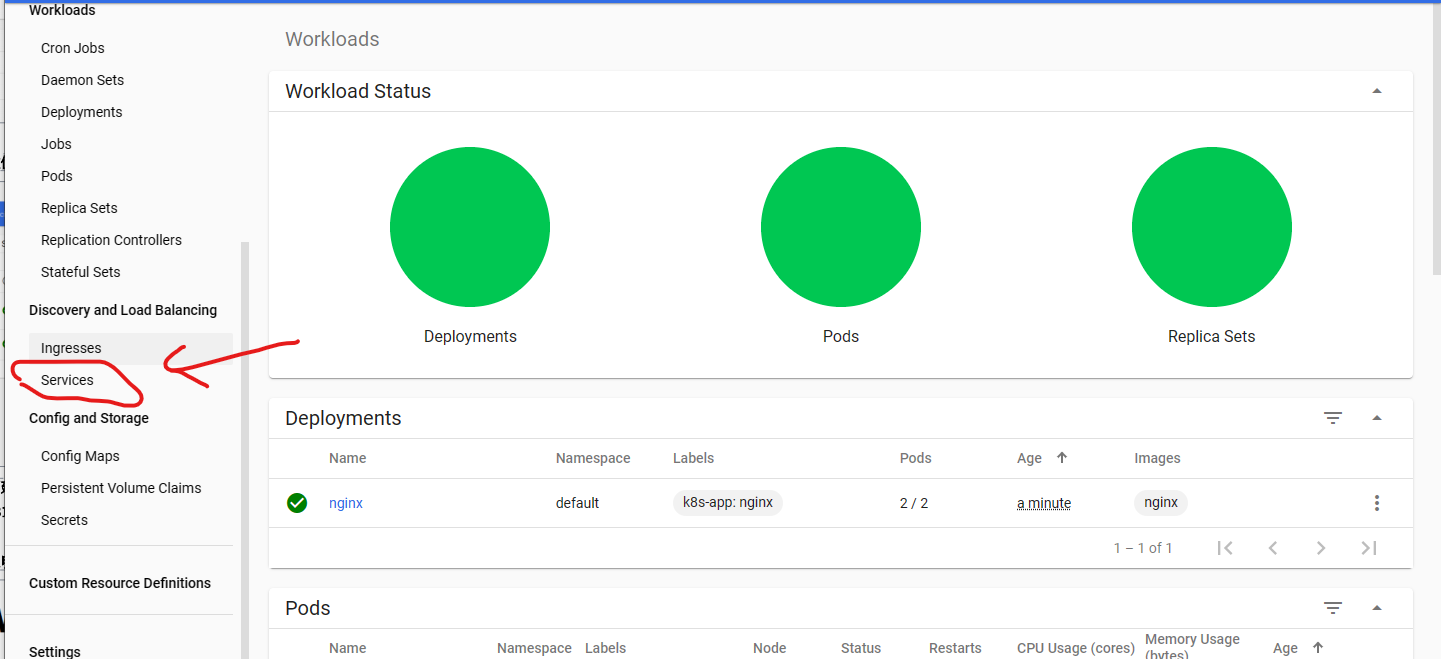 Workloads
Cron Jobs
Daemon Sets
Deployments
Jobs
Pods
Replica Sets
Replication Controllers
Stateful Sets
Discovery and Load Balancing
Ingresses
Services
Config and Storage
Config Maps
Persistent Volume Claims
Secrets
Custom Resource Definitions
Settings
Workloads
Workload Status
Deployments
Pods
Replica Sets
Deployments
Name Namespace Labels Pods Age Images
nginx default k8s-app: nginx 2 / 2 a minute nginx
1 – 1 of 1
Pods
Name Namespace Labels Node Status Restarts CPU Usage (cores) Memory Usage (bytes) Age